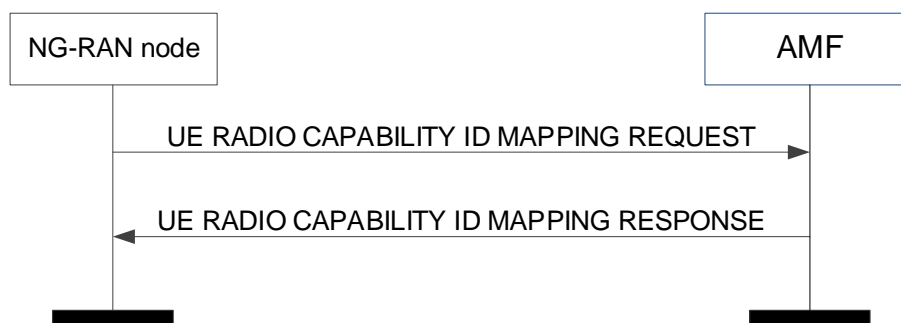 NG-RAN node
AMF
UE RADIO CAPABILITY ID MAPPING REQUEST
UE RADIO CAPABILITY ID MAPPING RESPONSE